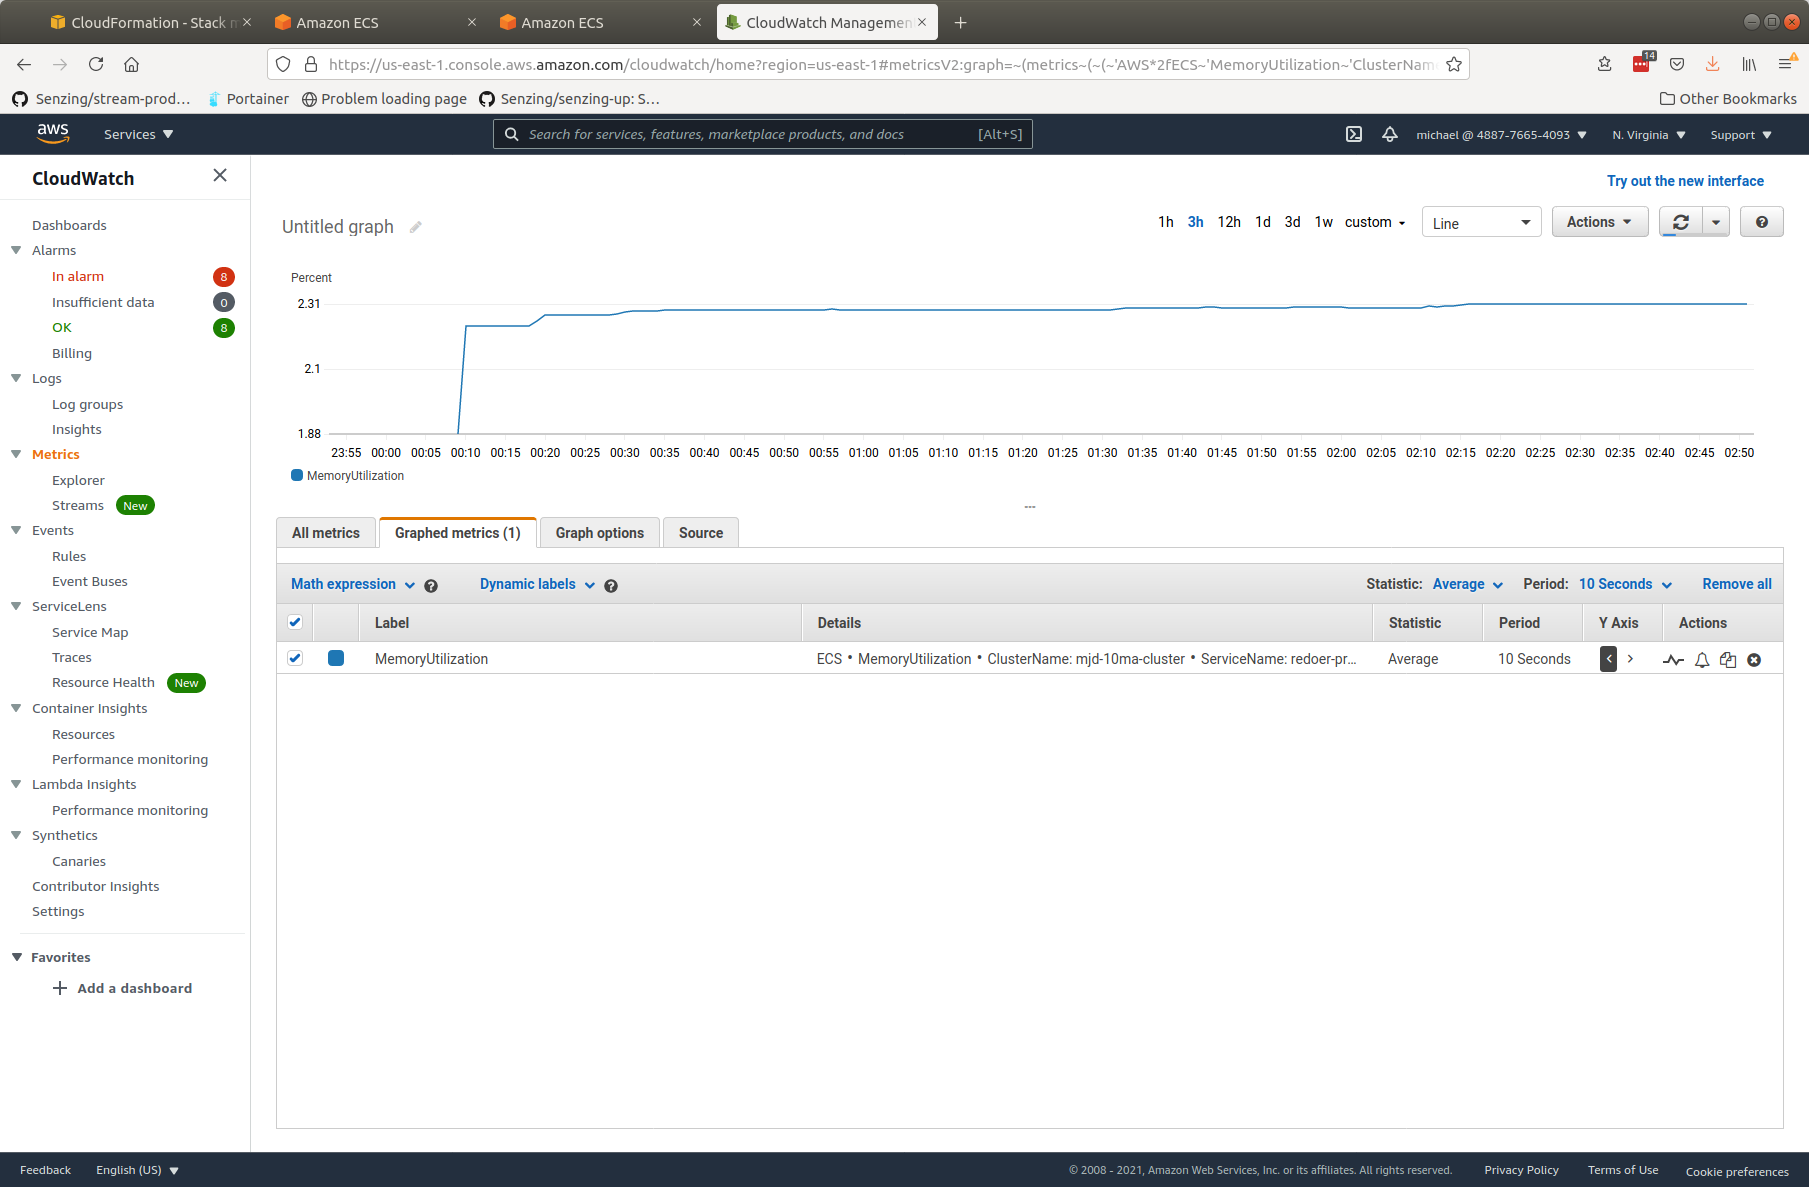 CloudFormation - Stack
Amazon ECS
Amazon ECS
CloudWatch Managemen
https://us-east-1.console.aws.amazon.com/cloudwatch/home?region=us-east-1#metricsV2:graph=~(metrics~(~(~'AWS*2fECS~'MemoryUtilization~'ClusterName
14
Senzing/stream-prod…
Portainer
Problem loading page
Senzing/senzing-up: S…
Other Bookmarks
aws
Services
Search for services, features, marketplace products, and docs
[Alt+S]
michael @ 4887-7665-4093
N. Virginia
Support
CloudWatch
Dashboards
Alarms
In alarm 8
Insufficient data 0
OK 8
Billing
Logs
Log groups
Insights
Metrics
Explorer
Streams New
Events
Rules
Event Buses
ServiceLens
Service Map
Traces
Resource Health New
Container Insights
Resources
Performance monitoring
Lambda Insights
Performance monitoring
Synthetics
Canaries
Contributor Insights
Settings
Favorites
Add a dashboard
Try out the new interface
Untitled graph
1h 3h 12h 1d 3d 1w custom
Line
Actions
Percent
2.31
2.1
1.88
23:55 00:00 00:05 00:10 00:15 00:20 00:25 00:30 00:35 00:40 00:45 00:50 00:55 01:00 01:05 01:10 01:15 01:20 01:25 01:30 01:35 01:40 01:45 01:50 01:55 02:00 02:05 02:10 02:15 02:20 02:25 02:30 02:35 02:40 02:45 02:50
MemoryUtilization
All metrics
Graphed metrics (1)
Graph options
Source
Math expression
Dynamic labels
Statistic: Average
Period: 10 Seconds
Remove all
Label Details Statistic Period Y Axis Actions
MemoryUtilization ECS • MemoryUtilization • ClusterName: mjd-10ma-cluster • ServiceName: redoer-pr… Average 10 Seconds
Feedback
English (US)
© 2008 - 2021, Amazon Web Services, Inc. or its affiliates. All rights reserved.
Privacy Policy
Terms of Use
Cookie preferences